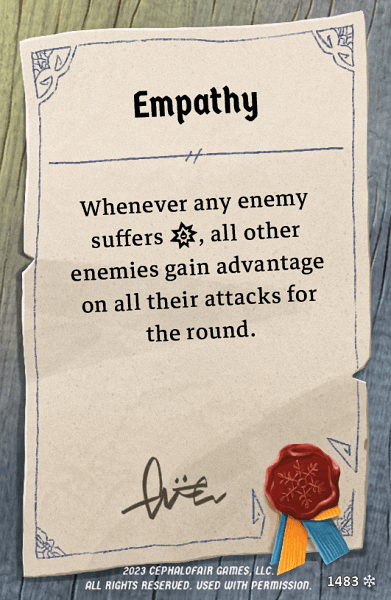 Empathy
Whenever any enemy
suffers , all other
enemies gain advantage
on all their attacks for
the round.
2023 CEPHALOFAIR GAMES, LLC.
ALL RIGHTS RESERVED. USED WITH PERMISSION.
1483